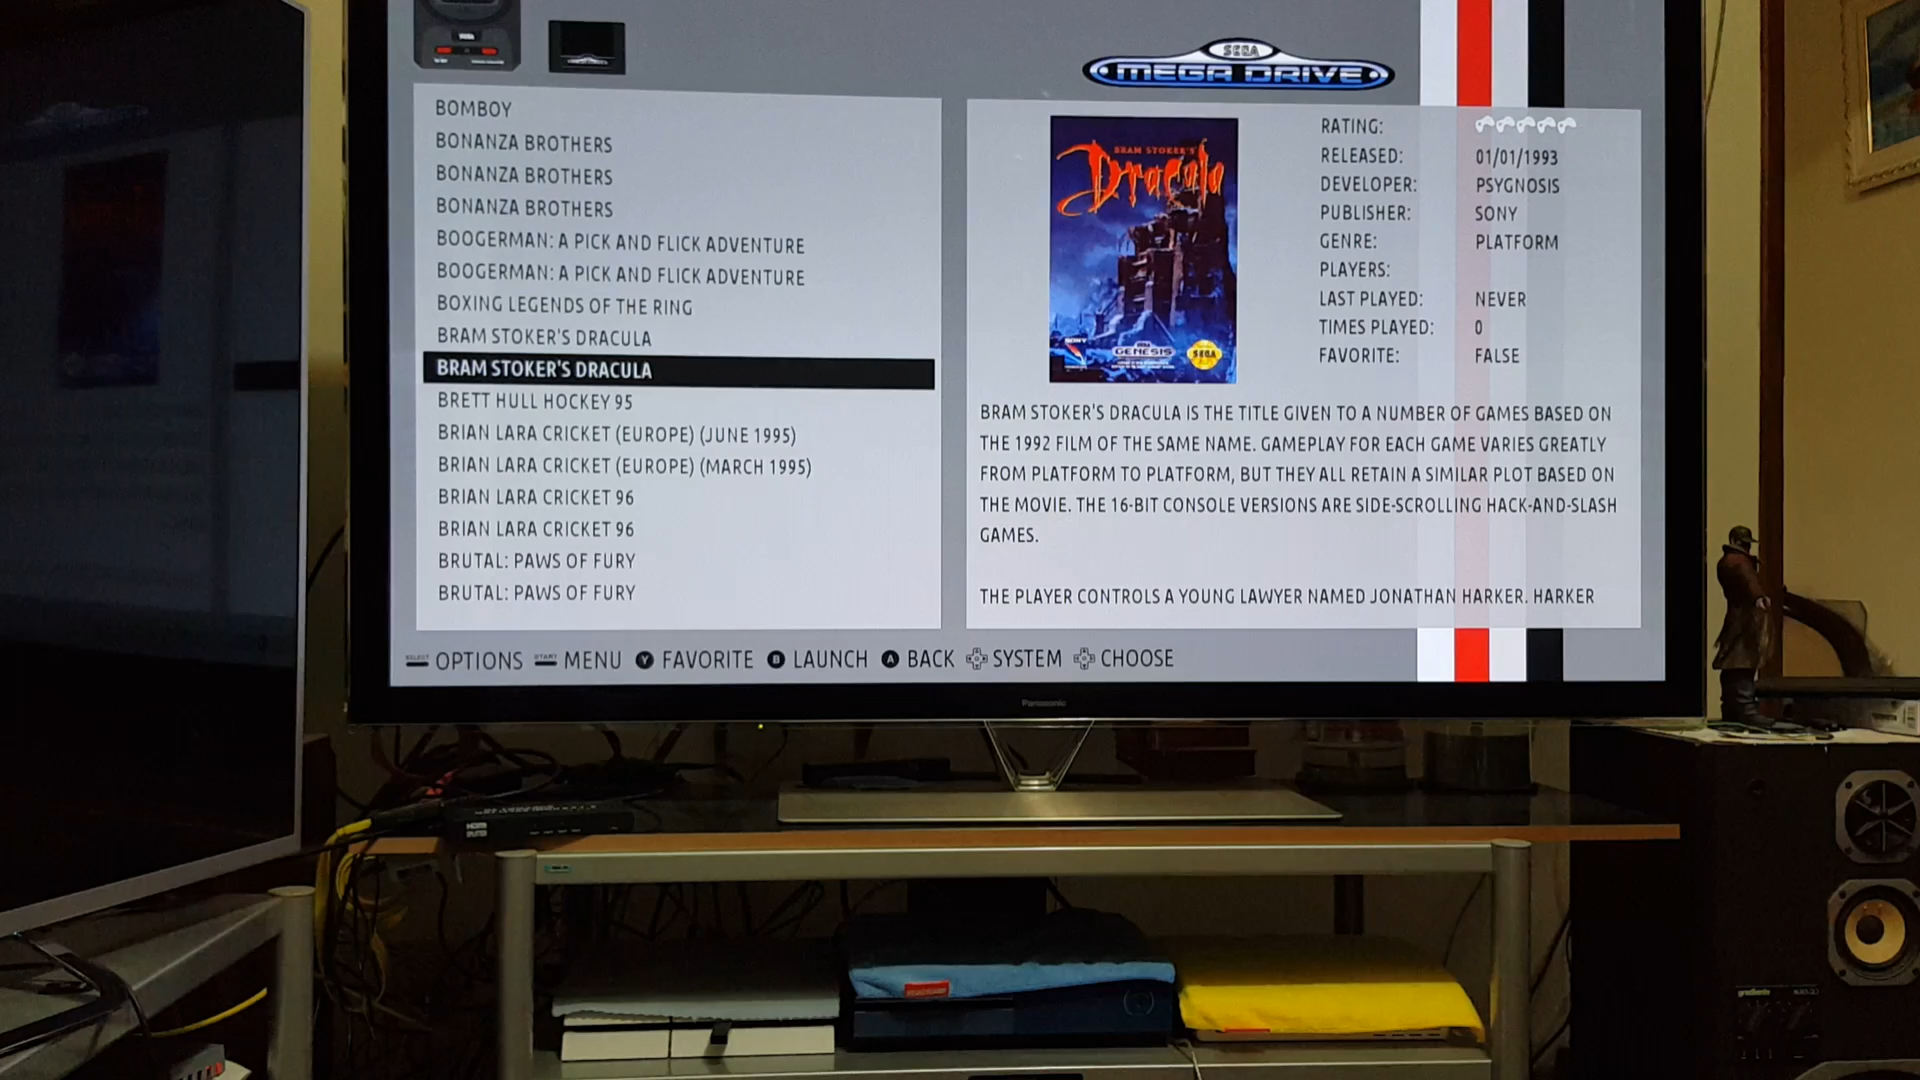 SEGA
MEGA DRIVE
BOMBOY
BONANZA BROTHERS
BONANZA BROTHERS
BONANZA BROTHERS
BOOGERMAN: A PICK AND FLICK ADVENTURE
BOOGERMAN: A PICK AND FLICK ADVENTURE
BOXING LEGENDS OF THE RING
BRAM STOKER'S DRACULA
BRAM STOKER'S DRACULA
BRETT HULL HOCKEY 95
BRIAN LARA CRICKET (EUROPE) (JUNE 1995)
BRIAN LARA CRICKET (EUROPE) (MARCH 1995)
BRIAN LARA CRICKET 96
BRIAN LARA CRICKET 96
BRUTAL: PAWS OF FURY
BRUTAL: PAWS OF FURY
BRAM STOKER'S
Dracula
SONY
GENESIS
SEGA
RATING:
RELEASED: 01/01/1993
DEVELOPER: PSYGNOSIS
PUBLISHER: SONY
GENRE: PLATFORM
PLAYERS:
LAST PLAYED: NEVER
TIMES PLAYED: 0
FAVORITE: FALSE
BRAM STOKER'S DRACULA IS THE TITLE GIVEN TO A NUMBER OF GAMES BASED ON
THE 1992 FILM OF THE SAME NAME. GAMEPLAY FOR EACH GAME VARIES GREATLY
FROM PLATFORM TO PLATFORM, BUT THEY ALL RETAIN A SIMILAR PLOT BASED ON
THE MOVIE. THE 16-BIT CONSOLE VERSIONS ARE SIDE-SCROLLING HACK-AND-SLASH
GAMES.
THE PLAYER CONTROLS A YOUNG LAWYER NAMED JONATHAN HARKER. HARKER
SELECT OPTIONS START MENU Y FAVORITE B LAUNCH A BACK SYSTEM CHOOSE
Panasonic
HDMI
gradiente